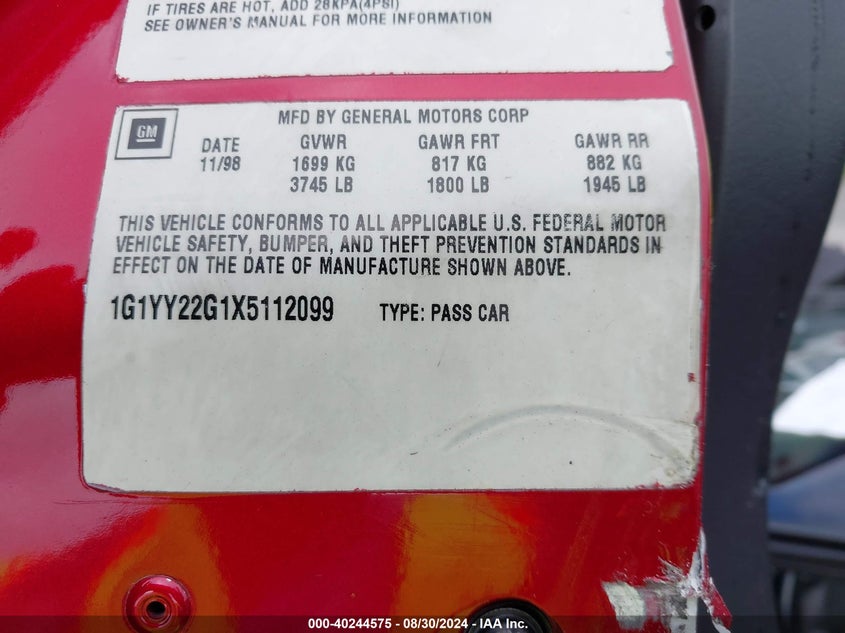 IF TIRES ARE HOT, ADD 28KPA(4PSI)
SEE OWNER'S MANUAL FOR MORE INFORMATION
GM
MFD BY GENERAL MOTORS CORP
DATE GVWR GAWR FRT GAWR RR
11/98 1699 KG 817 KG 882 KG
3745 LB 1800 LB 1945 LB
THIS VEHICLE CONFORMS TO ALL APPLICABLE U.S. FEDERAL MOTOR
VEHICLE SAFETY, BUMPER, AND THEFT PREVENTION STANDARDS IN
EFFECT ON THE DATE OF MANUFACTURE SHOWN ABOVE.
1G1YY22G1X5112099 TYPE: PASS CAR
000-40244575 - 08/30/2024 - IAA Inc.